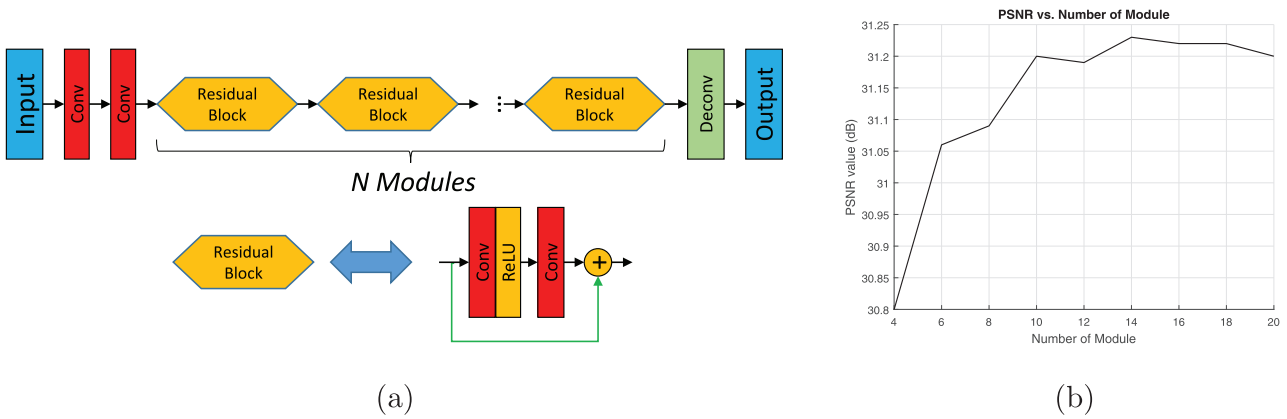 Input
Conv
Conv
Residual
Block
Residual
Block
Residual
Block
Deconv
Output
N Modules
Residual
Block
Conv
ReLU
Conv
+
(a)
PSNR vs. Number of Module
PSNR value (dB)
31.25
31.2
31.15
31.1
31.05
31
30.95
30.9
30.85
30.8
4 6 8 10 12 14 16 18 20
Number of Module
(b)